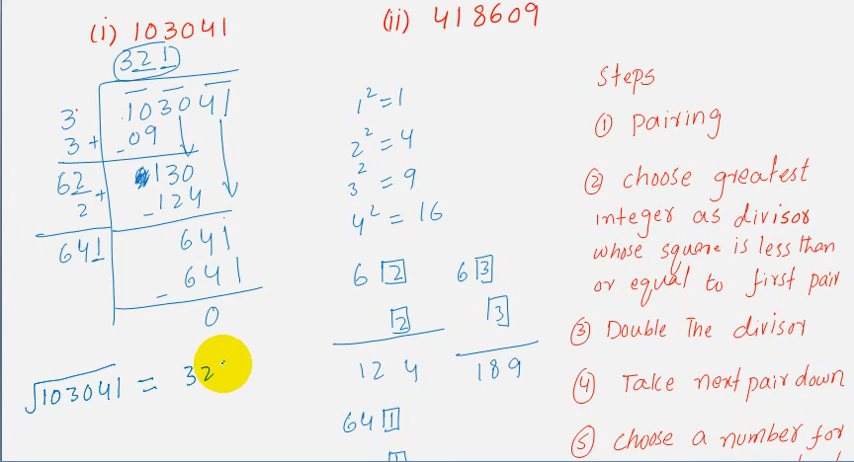 (i) 103041
321
103041
3
3 + - 09
62 130
2 + - 124
641 641
- 641
0
√103041 = 32
(ii) 418609
1² = 1
2² = 4
3² = 9
4² = 16
6 2 6 3
2 3
124 189
64 1
Steps
① Pairing
② choose greatest
integer as divisor
whose square is less than
or equal to first pair
③ Double The divisor
④ Take next pair down
⑤ choose a number for